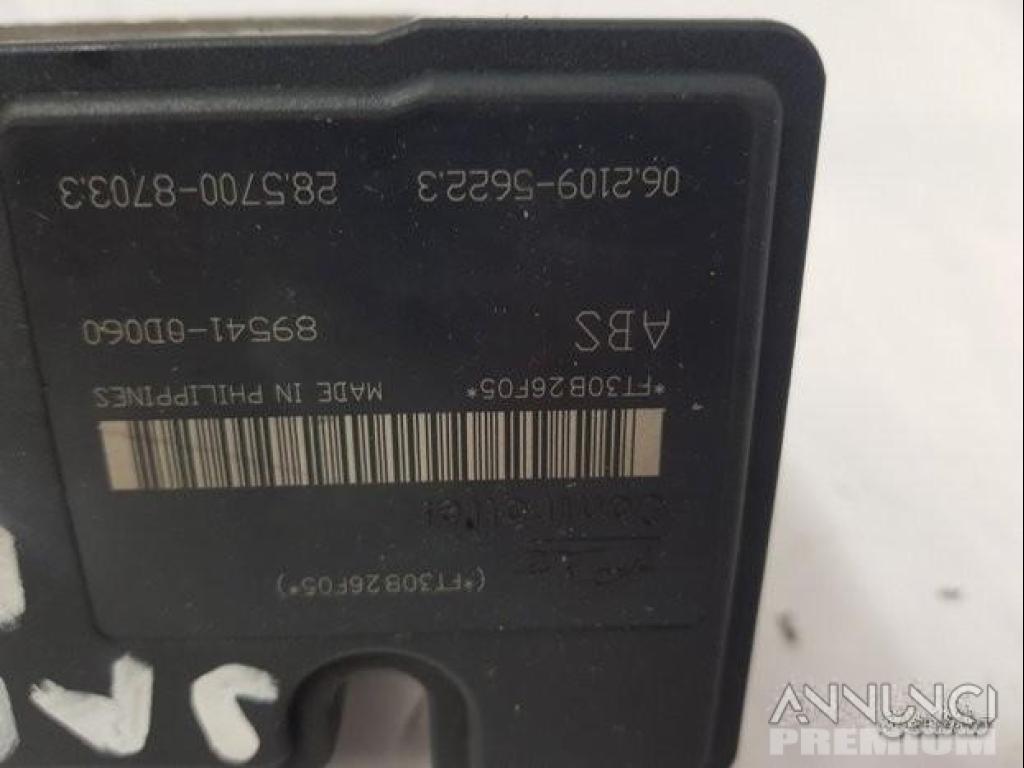 (*FT30B26F05*)
*FT30B26F05* MADE IN PHILIPPINES
ABS 89541-0D060
06.2109-5622.3 28.5700-8703.3
ANNUNCI
PREMIUM